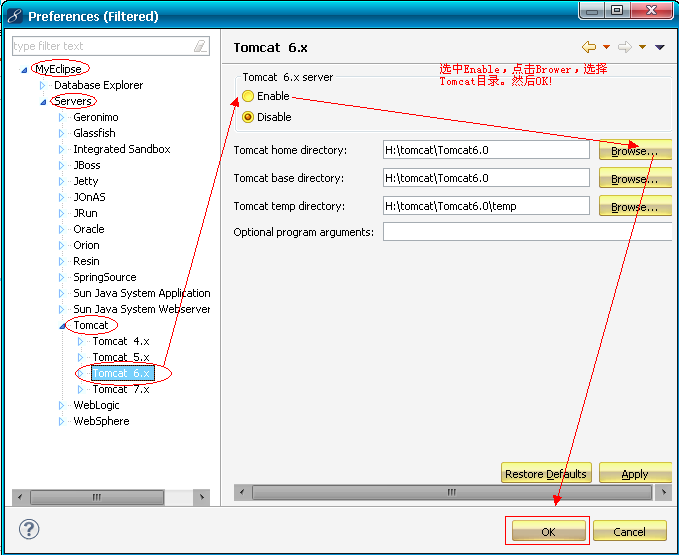 Preferences (Filtered)
type filter text
MyEclipse
Database Explorer
Servers
Geronimo
Glassfish
Integrated Sandbox
JBoss
Jetty
JOnAS
JRun
Oracle
Orion
Resin
SpringSource
Sun Java System Application
Sun Java System Webserver
Tomcat
Tomcat 4.x
Tomcat 5.x
Tomcat 6.x
Tomcat 7.x
WebLogic
WebSphere
Tomcat 6.x
选中Enable，点击Brower，选择
Tomcat目录。然后OK!
Tomcat 6.x server
Enable
Disable
Tomcat home directory: H:\tomcat\Tomcat6.0 Browse...
Tomcat base directory: H:\tomcat\Tomcat6.0 Browse...
Tomcat temp directory: H:\tomcat\Tomcat6.0\temp Browse...
Optional program arguments:
Restore Defaults Apply
OK Cancel